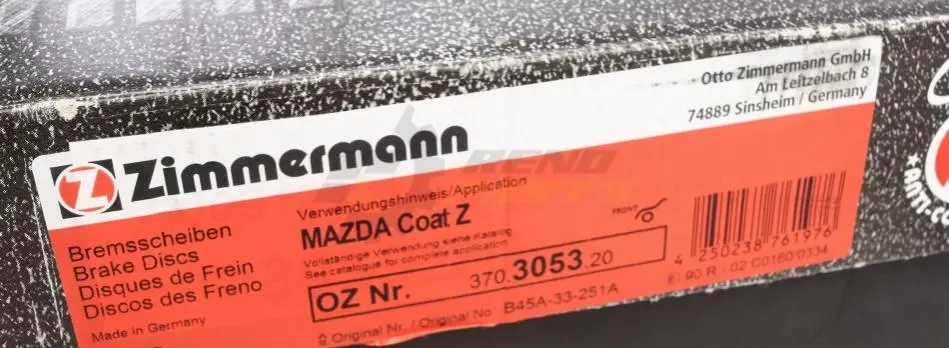 Zimmermann
Otto Zimmermann GmbH
Am Leitzelbach 8
74889 Sinsheim / Germany
Bremsscheiben
Brake Discs
Disques de Frein
Discos des Freno
Made in Germany
Verwendungshinweis/Application
MAZDA Coat Z
Vollständige Verwendung siehe Katalog
See catalogue for complete application
FRONT
OZ Nr. 370.3053.20
≙ Original Nr. / Original No B45A-33-251A
4 250238 761976
E 90 R - 02 C0160/0334